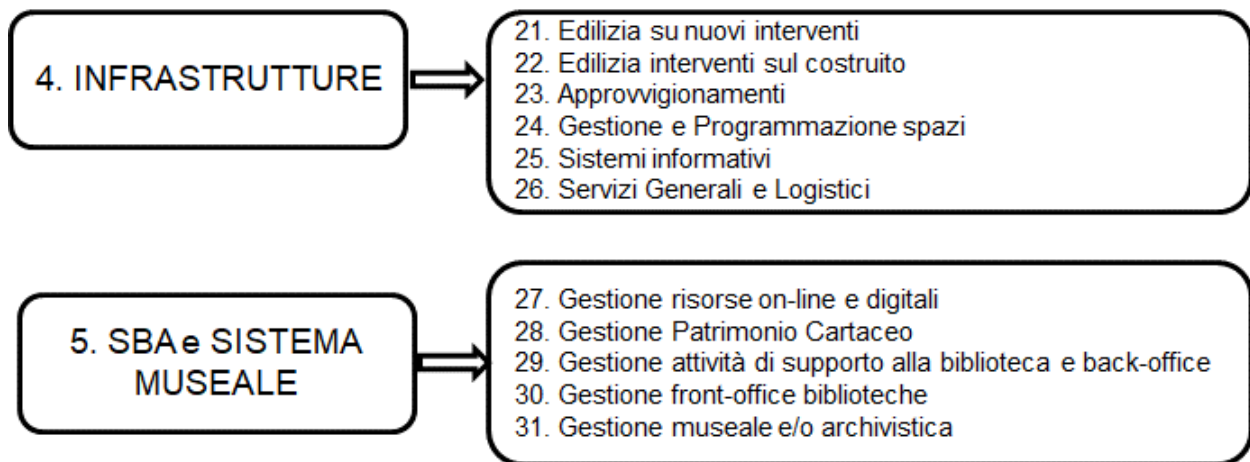 4. INFRASTRUTTURE
21. Edilizia su nuovi interventi
22. Edilizia interventi sul costruito
23. Approvvigionamenti
24. Gestione e Programmazione spazi
25. Sistemi informativi
26. Servizi Generali e Logistici
5. SBA e SISTEMA
MUSEALE
27. Gestione risorse on-line e digitali
28. Gestione Patrimonio Cartaceo
29. Gestione attività di supporto alla biblioteca e back-office
30. Gestione front-office biblioteche
31. Gestione museale e/o archivistica